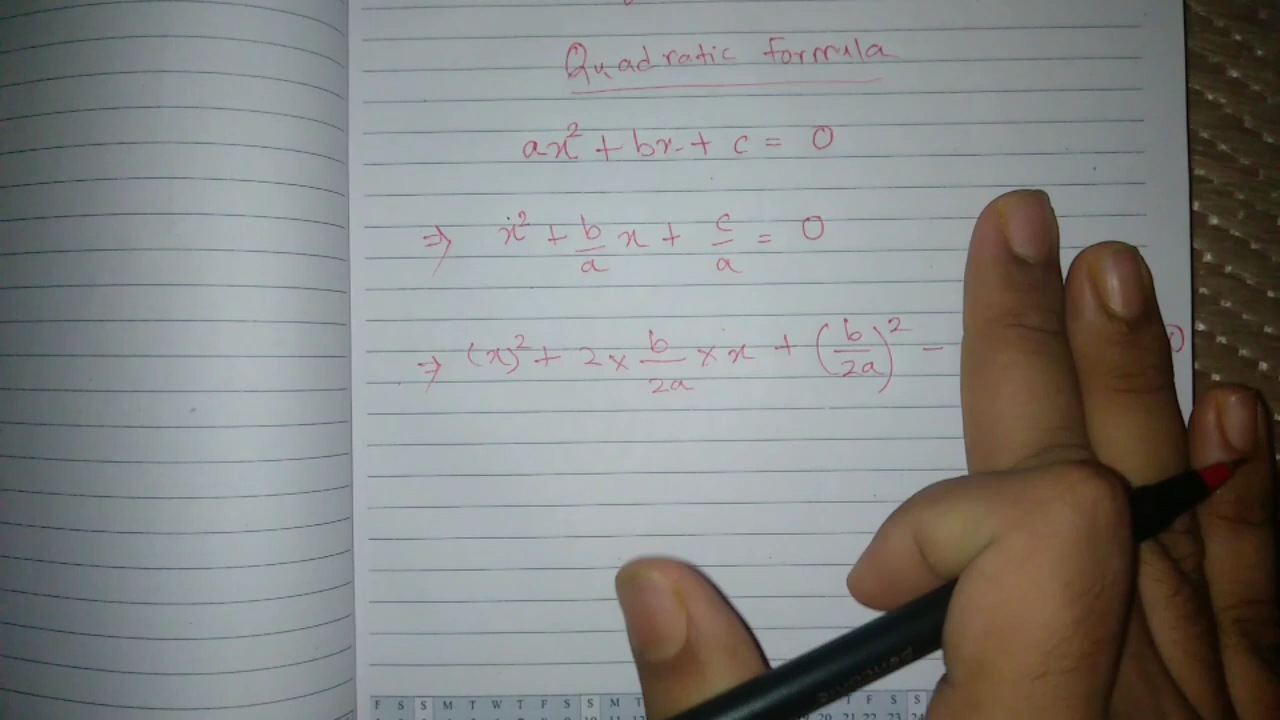 Quadratic formula
ax² + bx + c = 0
⇒ x² + b/a x + c/a = 0
⇒ (x)² + 2 × b/2a × x + (b/2a)² −
F S S M T W T F S S M T F S S